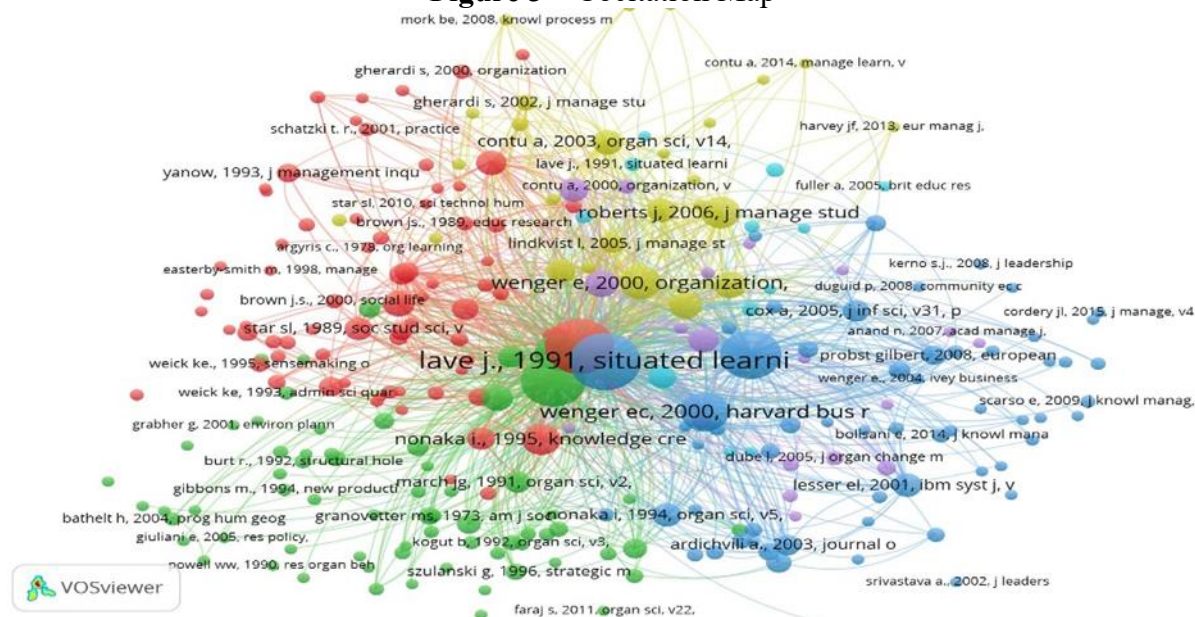 mork be, 2008, knowl process m
gherardi s, 2000, organization
contu a, 2014, manage learn, v
gherardi s, 2002, j manage stu
schatzki t. r., 2001, practice
harvey jf, 2013, eur manag j,
contu a, 2003, organ sci, v14,
lave j., 1991, situated learni
yanow, 1993, j management inqu
contu a, 2000, organization, v
fuller a, 2005, brit educ res
star sl, 2010, sci technol hum
roberts j, 2006, j manage stud
brown js., 1989, educ research
argyris c., 1978, org learning
lindkvist l, 2005, j manage st
easterby-smith m, 1998, manage
kerno s.j., 2008, j leadership
wenger e, 2000, organization,
duguid p, 2008, community ec c
brown j.s., 2000, social life
cox a, 2005, j inf sci, v31, p
cordery jl, 2015, j manage, v4
star sl, 1989, soc stud sci, v
anand n, 2007, acad manage j,
lave j., 1991, situated learni
probst gilbert, 2008, european
weick ke., 1995, sensemaking o
wenger e., 2004, ivey business
weick ke, 1993, admin sci quar
scarso e, 2009, j knowl manag,
wenger ec, 2000, harvard bus r
grabher g, 2001, environ plann
nonaka i., 1995, knowledge cre
bolisani e, 2014, j knowl mana
burt r., 1992, structural hole
dube l, 2005, j organ change m
gibbons m., 1994, new producti
march jg, 1991, organ sci, v2,
lesser el, 2001, ibm syst j, v
bathelt h, 2004, prog hum geog
granovetter ms, 1973, am j soc
nonaka i, 1994, organ sci, v5,
giuliani e, 2005, res policy,
kogut b, 1992, organ sci, v3,
ardichvili a., 2003, journal o
powell ww, 1990, res organ beh
szulanski g, 1996, strategic m
srivastava a., 2002, j leaders
VOSviewer
faraj s, 2011, organ sci, v22,